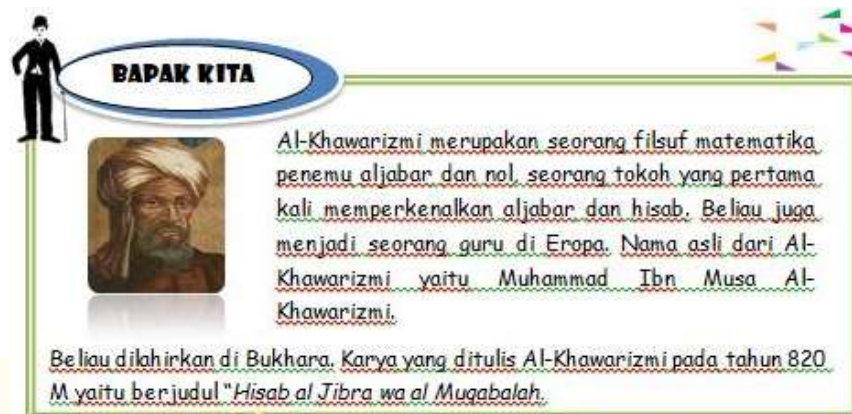 BAPAK KITA
Al-Khawarizmi merupakan seorang filsuf matematika
penemu aljabar dan nol, seorang tokoh yang pertama
kali memperkenalkan aljabar dan hisab. Beliau juga
menjadi seorang guru di Eropa. Nama asli dari Al-
Khawarizmi yaitu Muhammad Ibn Musa Al-
Khawarizmi.
Beliau dilahirkan di Bukhara. Karya yang ditulis Al-Khawarizmi pada tahun 820
M yaitu berjudul "Hisab al Jibra wa al Muqabalah.